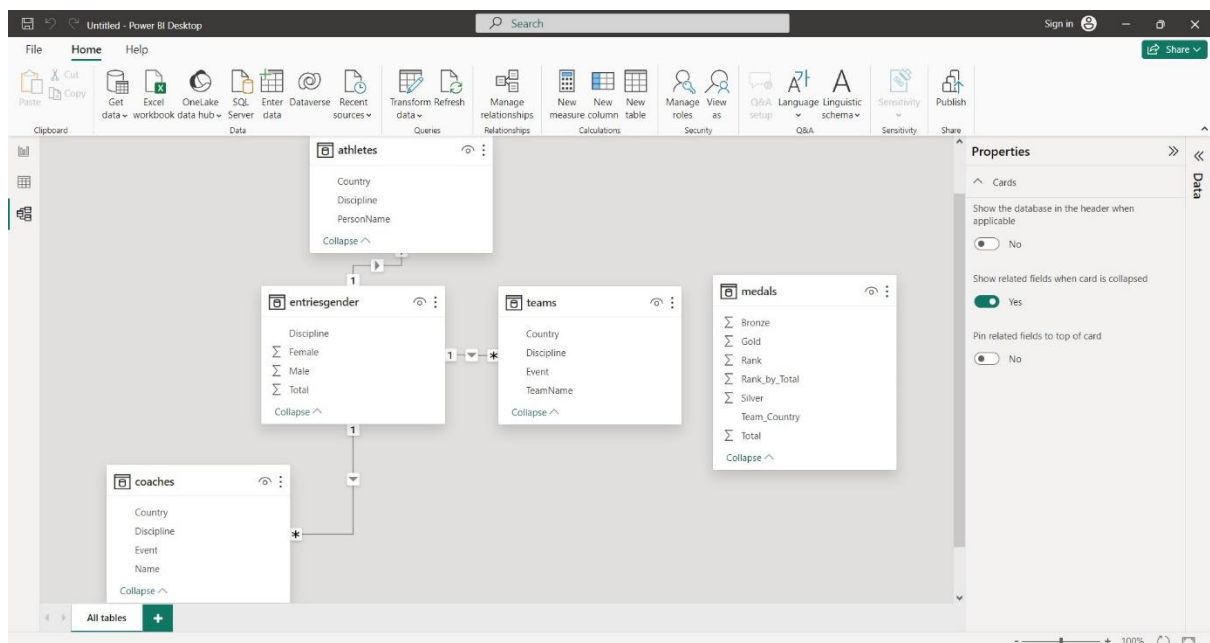 Untitled - Power BI Desktop
Search
Sign in
File Home Help
Share
Paste
Cut
Copy
Get data
Excel workbook
OneLake data hub
SQL Server
Enter data
Dataverse
Recent sources
Transform data
Refresh
Manage relationships
New measure
New column
New table
Manage roles
View as
Q&A setup
Language
Linguistic schema
Sensitivity
Publish
Clipboard
Data
Queries
Relationships
Calculations
Security
Q&A
Sensitivity
Share
athletes
Country
Discipline
PersonName
Collapse
1
entriesgender
Discipline
Σ Female
Σ Male
Σ Total
Collapse
1
*
1
teams
Country
Discipline
Event
TeamName
Collapse
medals
Σ Bronze
Σ Gold
Σ Rank
Σ Rank_by_Total
Σ Silver
Team_Country
Σ Total
Collapse
coaches
Country
Discipline
Event
Name
Collapse
*
Properties
Cards
Show the database in the header when
applicable
No
Show related fields when card is collapsed
Yes
Pin related fields to top of card
No
Data
All tables
+
- + 100%